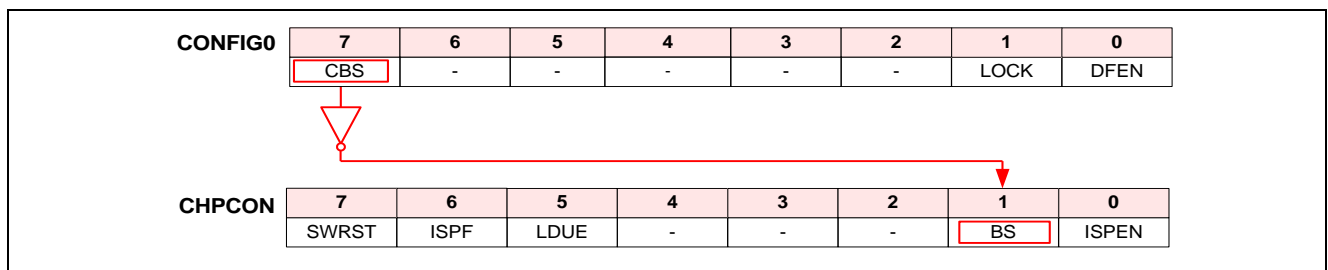 CONFIG0 7 6 5 4 3 2 1 0
CBS - - - - - LOCK DFEN
CHPCON 7 6 5 4 3 2 1 0
SWRST ISPF LDUE - - - BS ISPEN